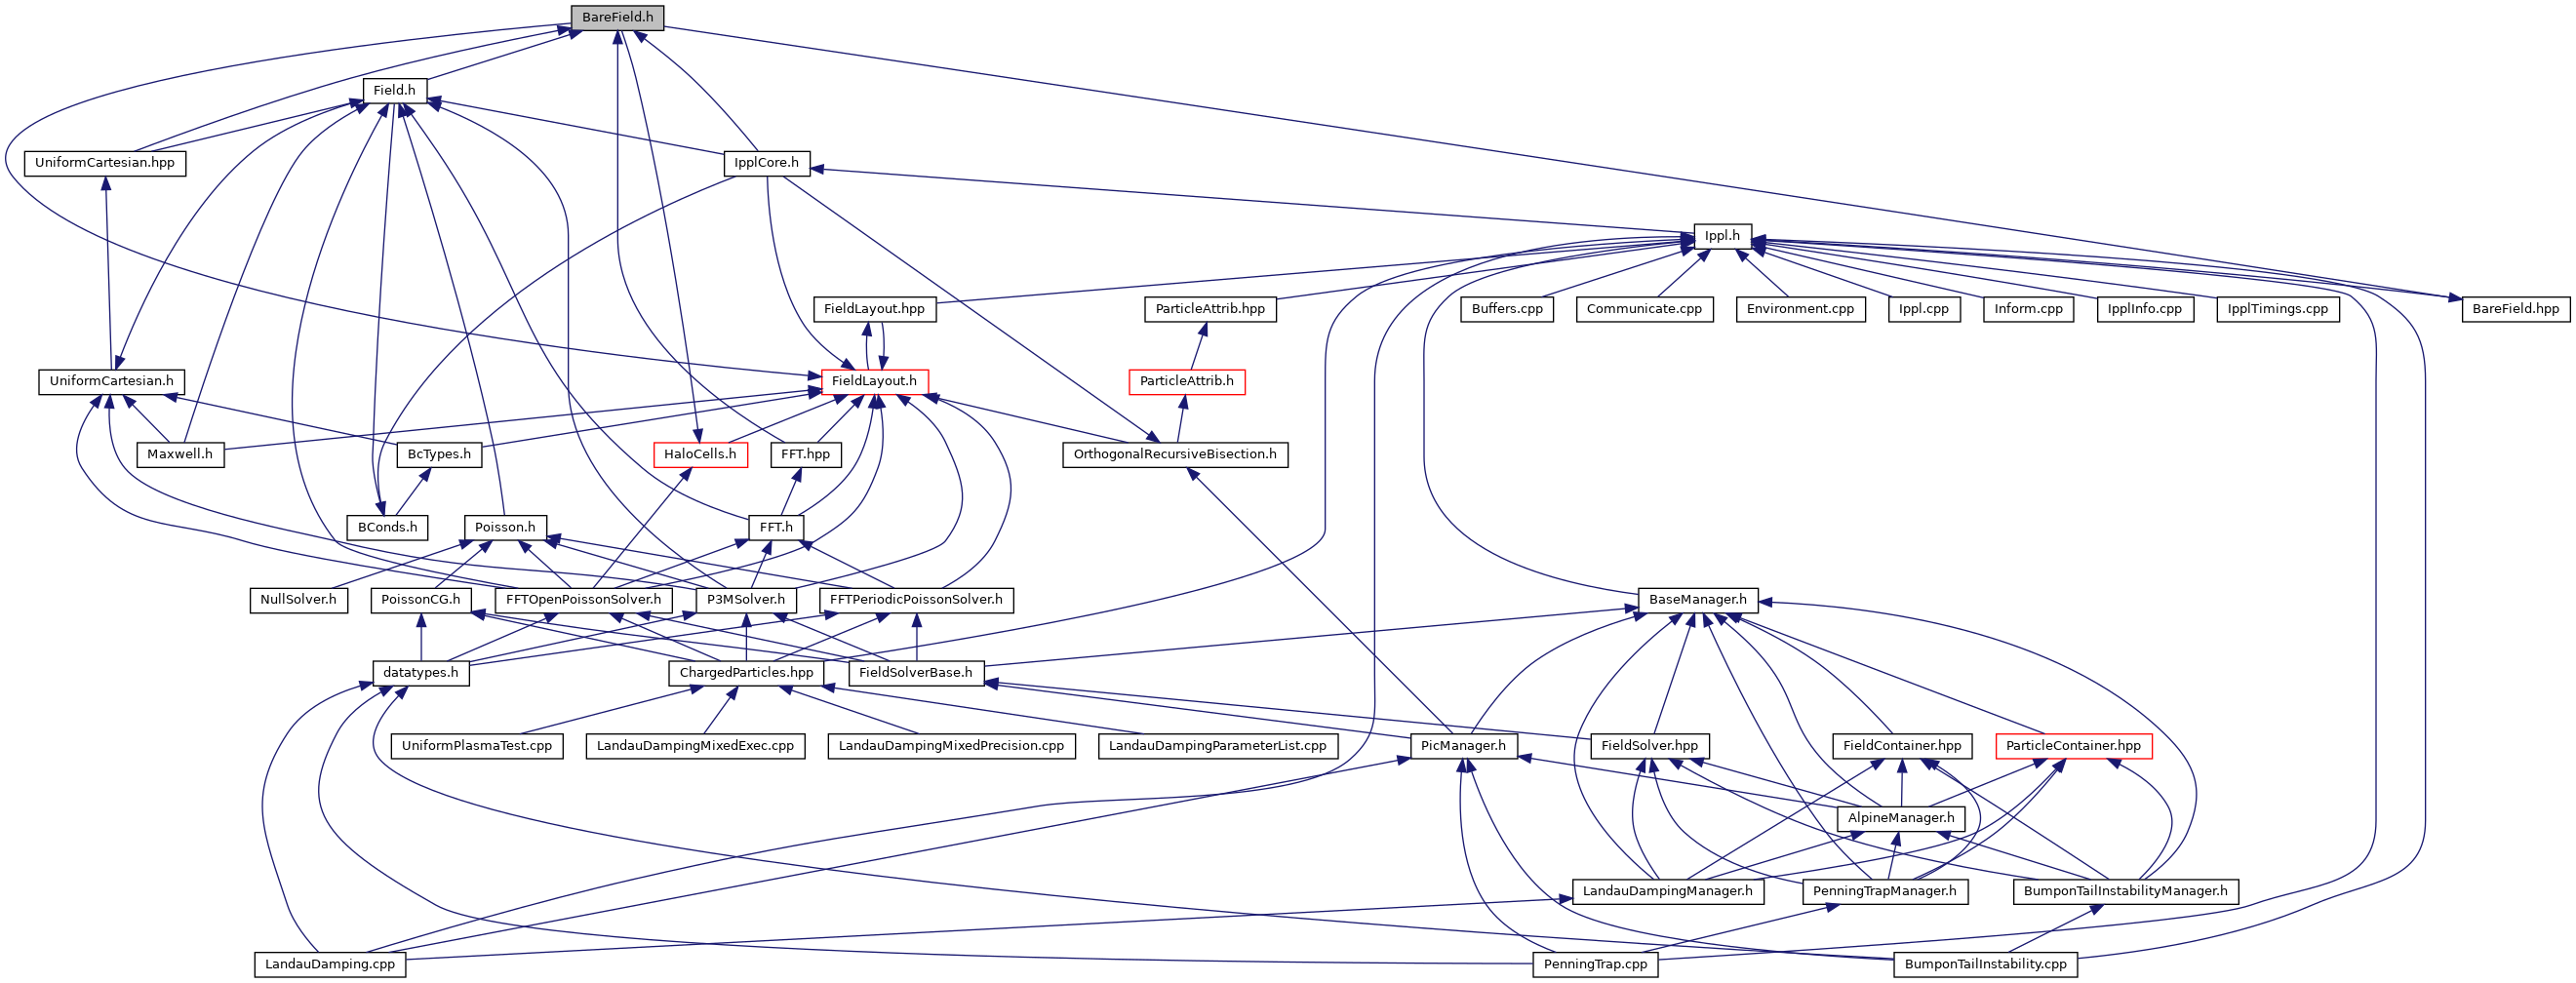 BareField.h
Field.h
UniformCartesian.hpp
IpplCore.h
Ippl.h
FieldLayout.hpp
ParticleAttrib.hpp
Buffers.cpp
Communicate.cpp
Environment.cpp
Ippl.cpp
Inform.cpp
IpplInfo.cpp
IpplTimings.cpp
BareField.hpp
UniformCartesian.h
FieldLayout.h
ParticleAttrib.h
Maxwell.h
BcTypes.h
HaloCells.h
FFT.hpp
OrthogonalRecursiveBisection.h
BConds.h
Poisson.h
FFT.h
NullSolver.h
PoissonCG.h
FFTOpenPoissonSolver.h
P3MSolver.h
FFTPeriodicPoissonSolver.h
BaseManager.h
datatypes.h
ChargedParticles.hpp
FieldSolverBase.h
UniformPlasmaTest.cpp
LandauDampingMixedExec.cpp
LandauDampingMixedPrecision.cpp
LandauDampingParameterList.cpp
PicManager.h
FieldSolver.hpp
FieldContainer.hpp
ParticleContainer.hpp
AlpineManager.h
LandauDampingManager.h
PenningTrapManager.h
BumponTailInstabilityManager.h
LandauDamping.cpp
PenningTrap.cpp
BumponTailInstability.cpp